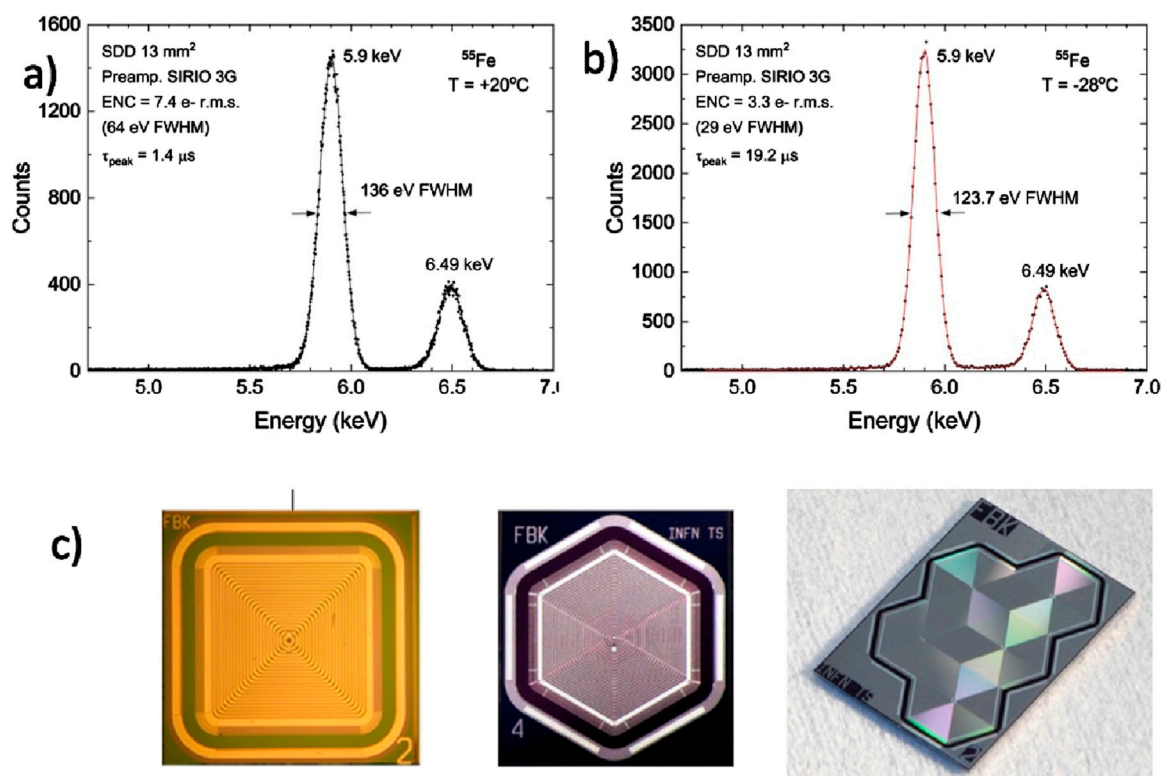 a)
1600
1200
800
400
0
Counts
SDD 13 mm²
Preamp. SIRIO 3G
ENC = 7.4 e- r.m.s.
(64 eV FWHM)
τpeak = 1.4 μs
5.9 keV
⁵⁵Fe
T = +20ºC
136 eV FWHM
6.49 keV
5.0 5.5 6.0 6.5 7.0
Energy (keV)
b)
3500
3000
2500
2000
1500
1000
500
0
Counts
SDD 13 mm²
Preamp. SIRIO 3G
ENC = 3.3 e- r.m.s.
(29 eV FWHM)
τpeak = 19.2 μs
5.9 keV
⁵⁵Fe
T = -28ºC
123.7 eV FWHM
6.49 keV
5.0 5.5 6.0 6.5 7.0
Energy (keV)
c)
FBK
2
FBK INFN TS
4
FBK
INFN TS
2